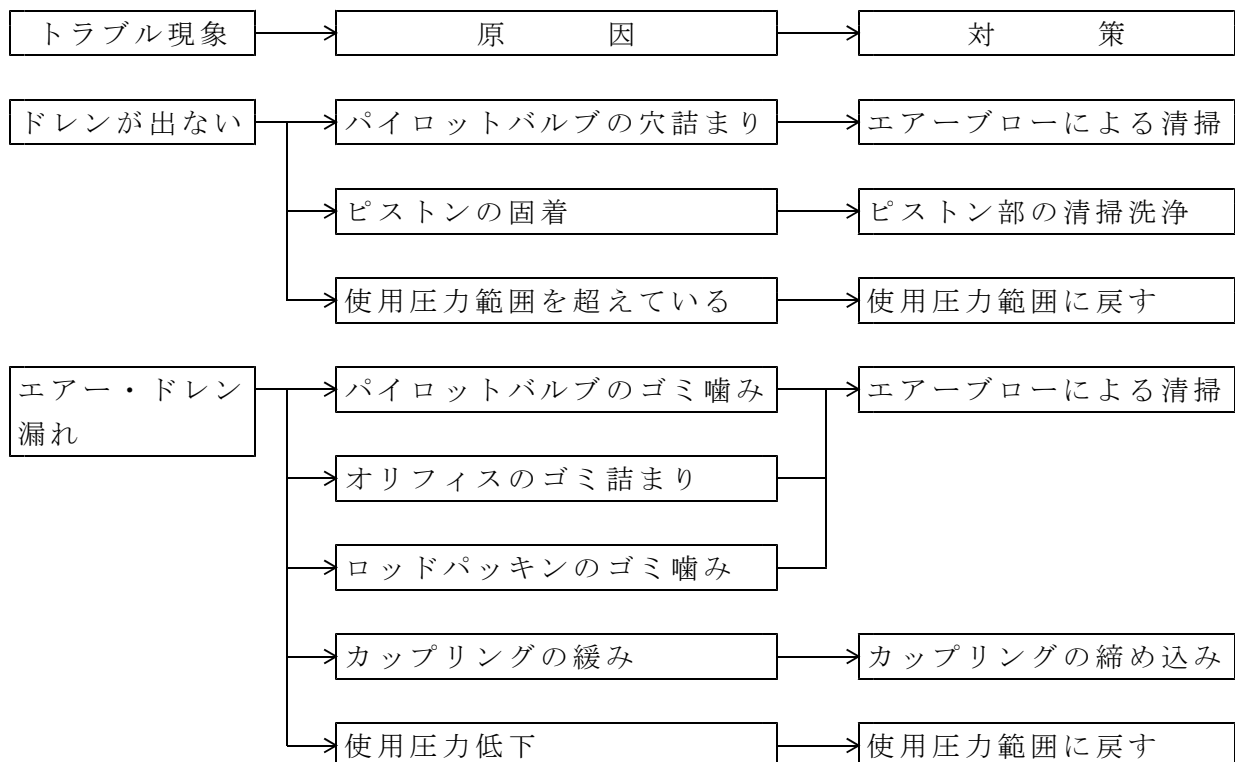 トラブル現象
原因
対策
ドレンが出ない
パイロットバルブの穴詰まり
エアーブローによる清掃
ピストンの固着
ピストン部の清掃洗浄
使用圧力範囲を超えている
使用圧力範囲に戻す
エアー・ドレン
漏れ
パイロットバルブのゴミ噛み
エアーブローによる清掃
オリフィスのゴミ詰まり
ロッドパッキンのゴミ噛み
カップリングの緩み
カップリングの締め込み
使用圧力低下
使用圧力範囲に戻す